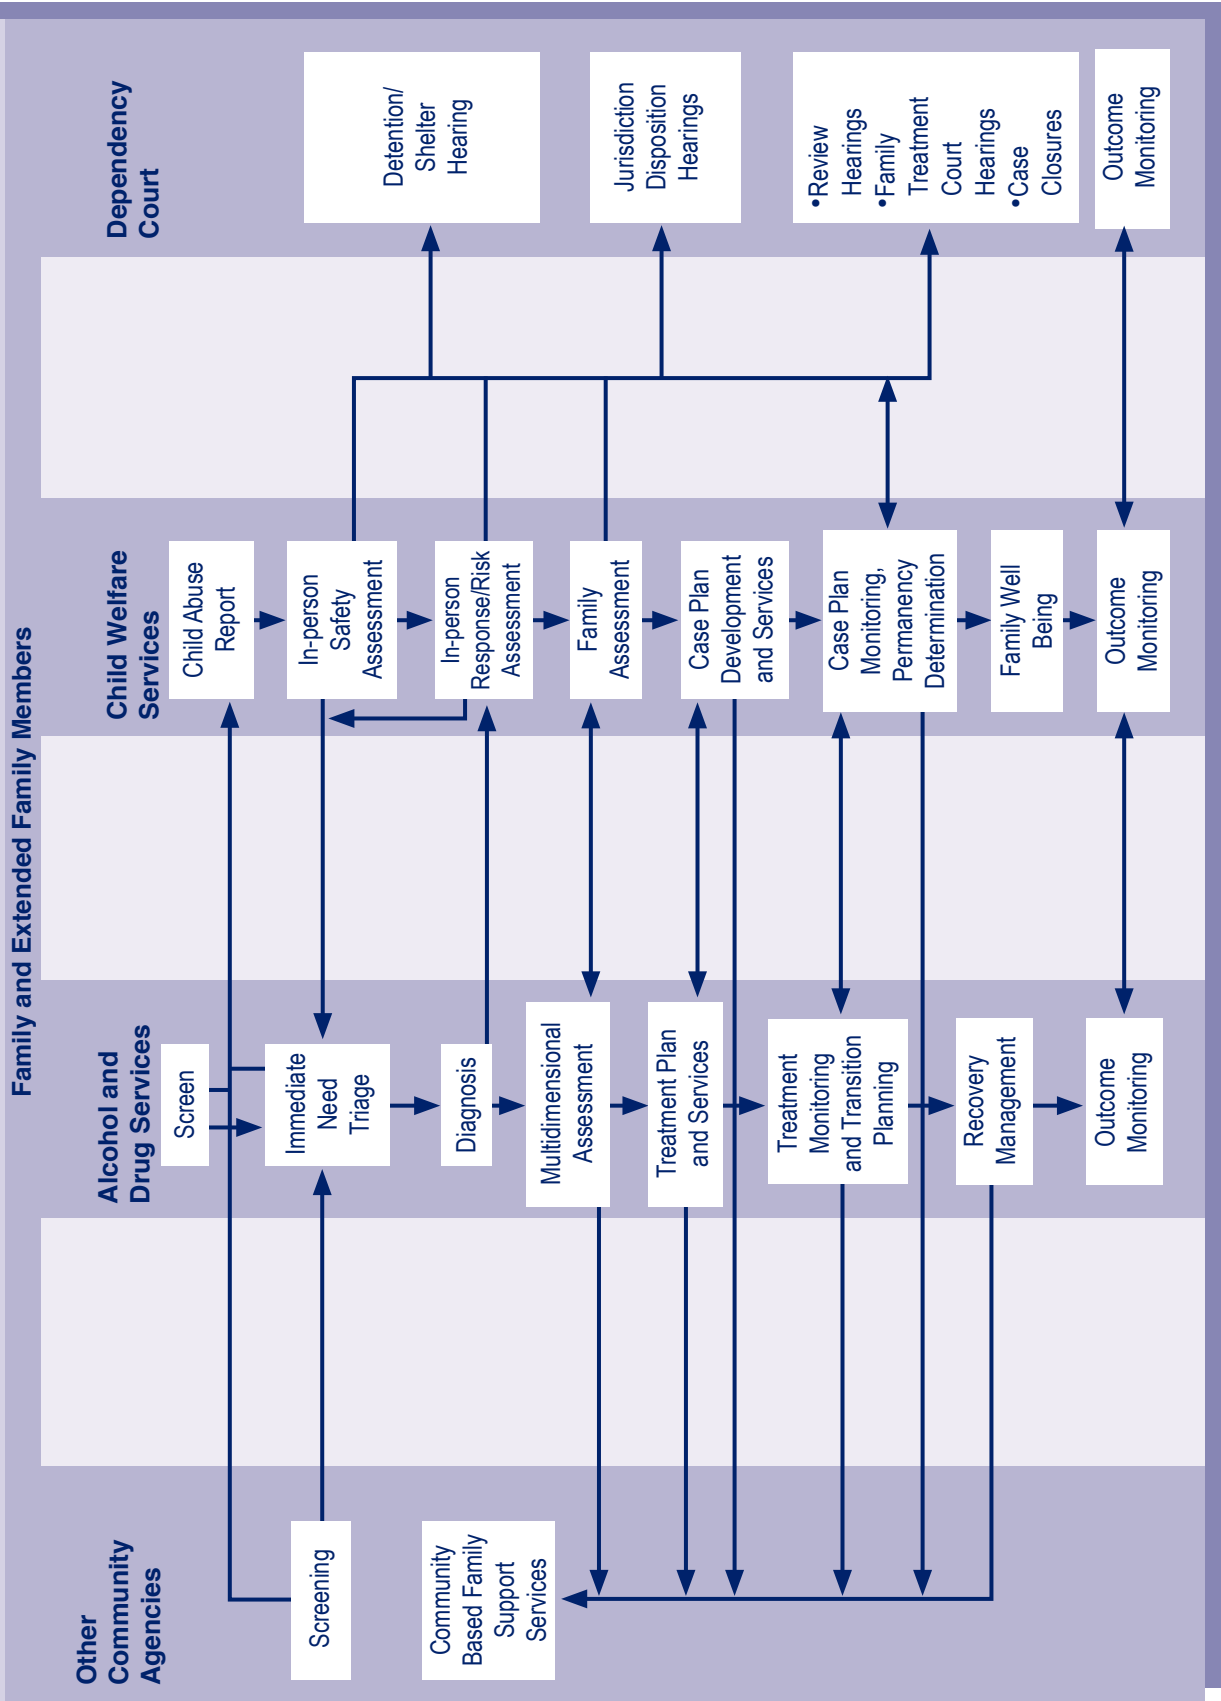 Family and Extended Family Members
Other
Community
Agencies
Alcohol and
Drug Services
Child Welfare
Services
Dependency
Court
Screening
Community
Based Family
Support
Services
Screen
Immediate
Need
Triage
Diagnosis
Multidimensional
Assessment
Treatment Plan
and Services
Treatment
Monitoring
and Transition
Planning
Recovery
Management
Outcome
Monitoring
Child Abuse
Report
In-person
Safety
Assessment
In-person
Response/Risk
Assessment
Family
Assessment
Case Plan
Development
and Services
Case Plan
Monitoring,
Permanency
Determination
Family Well
Being
Outcome
Monitoring
Detention/
Shelter
Hearing
Jurisdiction
Disposition
Hearings
•Review
Hearings
•Family
Treatment
Court
Hearings
•Case
Closures
Outcome
Monitoring